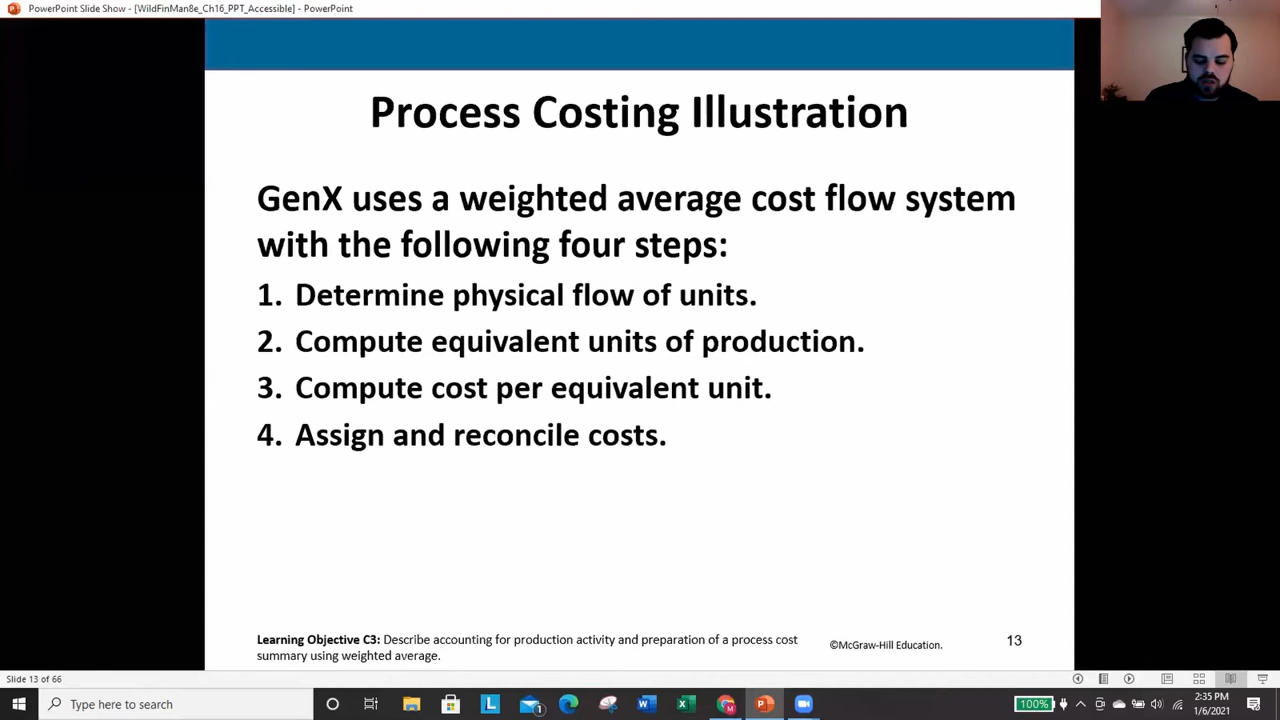 PowerPoint Slide Show - [WildFinMan8e_Ch16_PPT_Accessible] - PowerPoint
Process Costing Illustration
GenX uses a weighted average cost flow system
with the following four steps:
1. Determine physical flow of units.
2. Compute equivalent units of production.
3. Compute cost per equivalent unit.
4. Assign and reconcile costs.
Learning Objective C3: Describe accounting for production activity and preparation of a process cost
summary using weighted average.
©McGraw-Hill Education.
13
Slide 13 of 66
Type here to search
100%
2:35 PM
1/6/2021